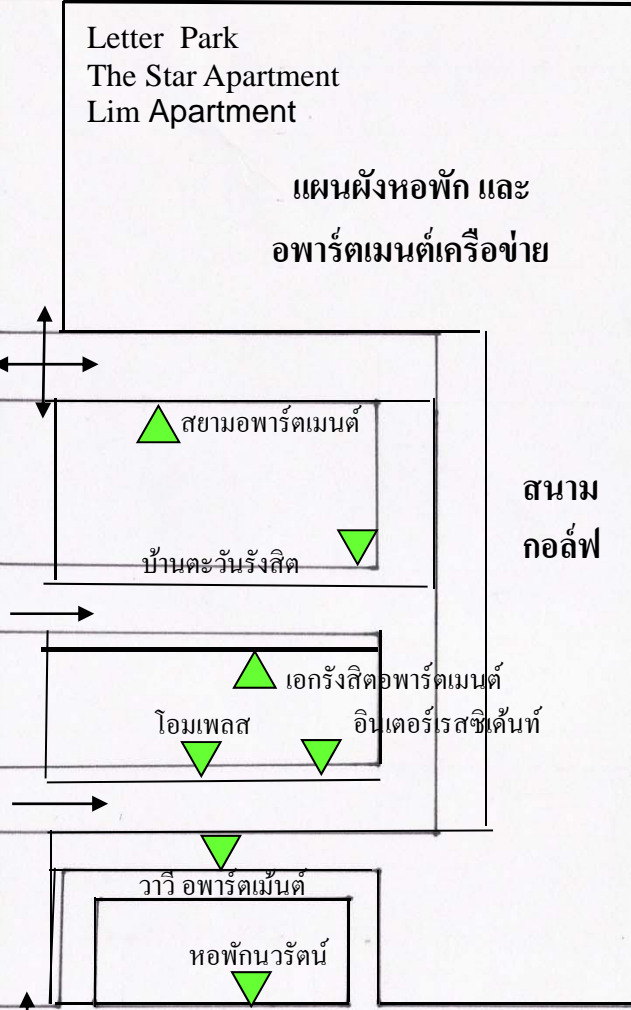 Letter Park
The Star Apartment
Lim Apartment
แผนผังหอพัก และ
อพาร์ตเมนต์เครือข่าย
สยามอพาร์ตเมนต์
สนาม
กอล์ฟ
บ้านตะวันรังสิต
เอกรังสิตอพาร์ตเมนต์
โอมเพลส
อินเตอร์เรสซิเด้นท์
วาวี อพาร์ตเม้นต์
หอพักนวรัตน์